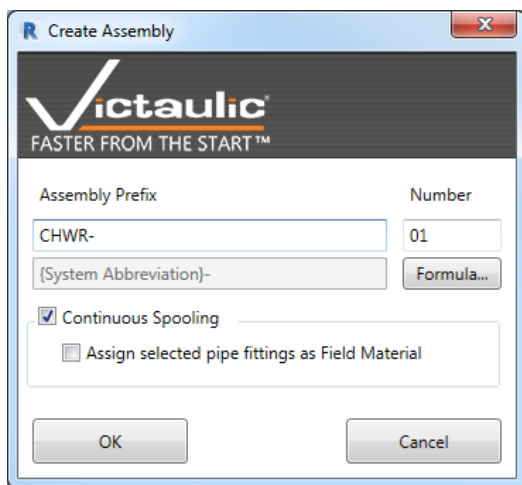 Create Assembly
Victaulic®
FASTER FROM THE START™
Assembly Prefix Number
CHWR- 01
{System Abbreviation}- Formula...
Continuous Spooling
Assign selected pipe fittings as Field Material
OK Cancel